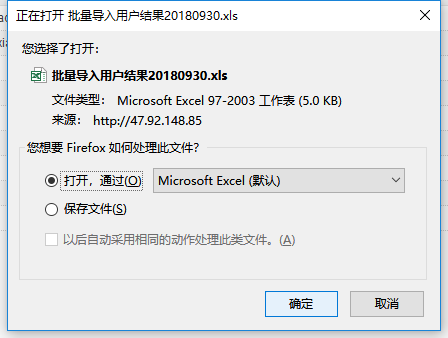 正在打开 批量导入用户结果20180930.xls
您选择了打开:
批量导入用户结果20180930.xls
文件类型: Microsoft Excel 97-2003 工作表 (5.0 KB)
来源: http://47.92.148.85
您想要 Firefox 如何处理此文件?
打开，通过(O) Microsoft Excel (默认)
保存文件(S)
以后自动采用相同的动作处理此类文件。(A)
确定 取消